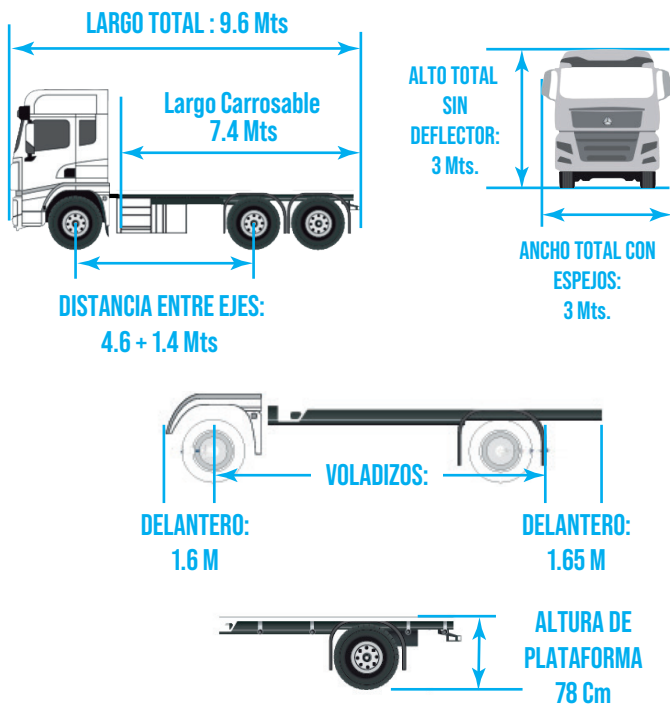 LARGO TOTAL : 9.6 Mts
Largo Carrosable
7.4 Mts
DISTANCIA ENTRE EJES:
4.6 + 1.4 Mts
ALTO TOTAL
SIN
DEFLECTOR:
3 Mts.
ANCHO TOTAL CON
ESPEJOS:
3 Mts.
VOLADIZOS:
DELANTERO:
1.6 M
DELANTERO:
1.65 M
ALTURA DE
PLATAFORMA
78 Cm